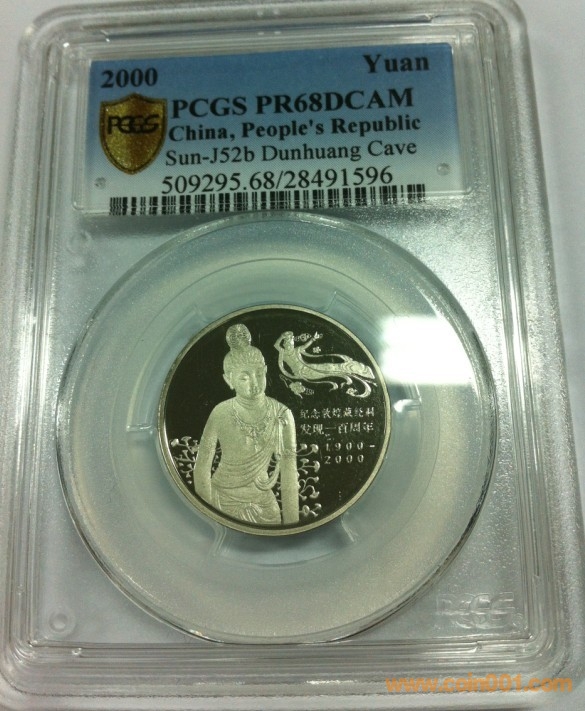 2000 Yuan
PCGS PCGS PR68DCAM
China, People's Republic
Sun-J52b Dunhuang Cave
509295.68/28491596
纪念敦煌藏经洞
发现一百周年
1900-
2000
PCGS
www.coin001.com